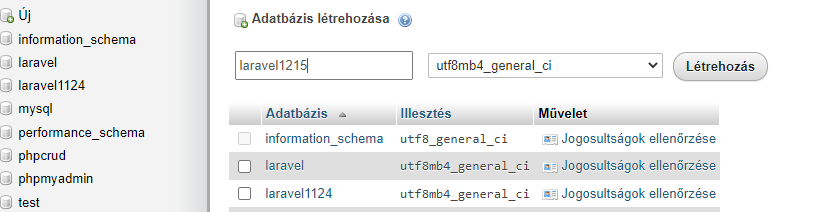 Új
information_schema
laravel
laravel1124
mysql
performance_schema
phpcrud
phpmyadmin
test
Adatbázis létrehozása
laravel1215 utf8mb4_general_ci Létrehozás
Adatbázis Illesztés Művelet
information_schema utf8_general_ci Jogosultságok ellenőrzése
laravel utf8mb4_general_ci Jogosultságok ellenőrzése
laravel1124 utf8mb4_general_ci Jogosultságok ellenőrzése